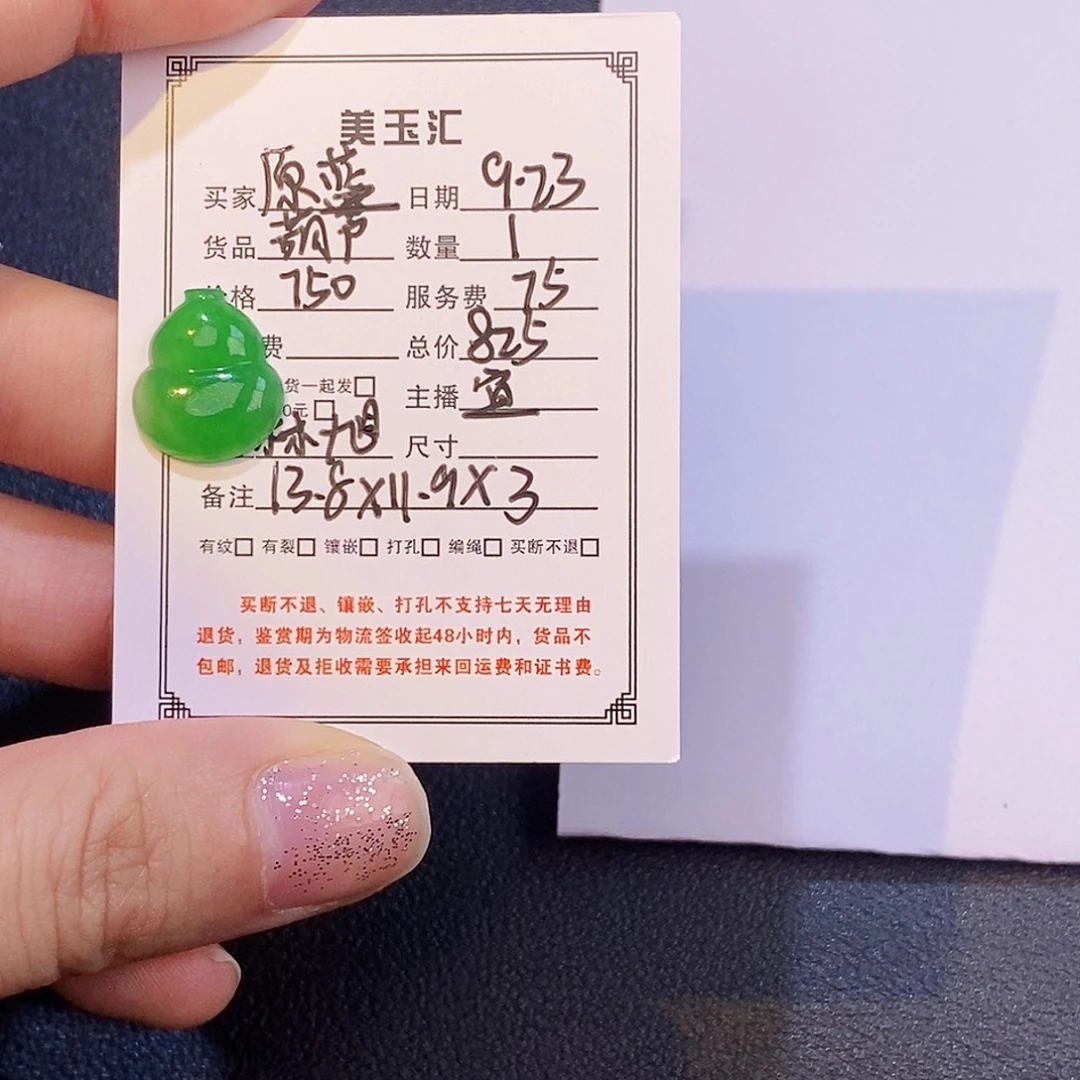 美玉汇
买家 原蓝 日期 9.23
货品 葫芦 数量 1
格 750 服务费 75
费 总价 825
货一起发□ 主播 宜
0元□
林旭 尺寸
备注 13.8X11.9X3
有纹□ 有裂□ 镶嵌□ 打孔□ 编绳□ 买断不退□
买断不退、镶嵌、打孔不支持七天无理由
退货，鉴赏期为物流签收起48小时内，货品不
包邮，退货及拒收需要承担来回运费和证书费。